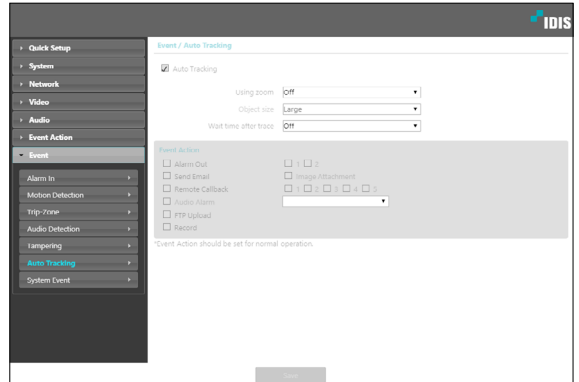 IDIS
Quick Setup
System
Network
Video
Audio
Event Action
Event
Alarm In
Motion Detection
Trip-Zone
Audio Detection
Tampering
Auto Tracking
System Event
Event / Auto Tracking
Auto Tracking
Using zoom Off
Object size Large
Wait time after trace Off
Event Action
Alarm Out 1 2
Send Email Image Attachment
Remote Callback 1 2 3 4 5
Audio Alarm
FTP Upload
Record
*Event Action should be set for normal operation.
Save